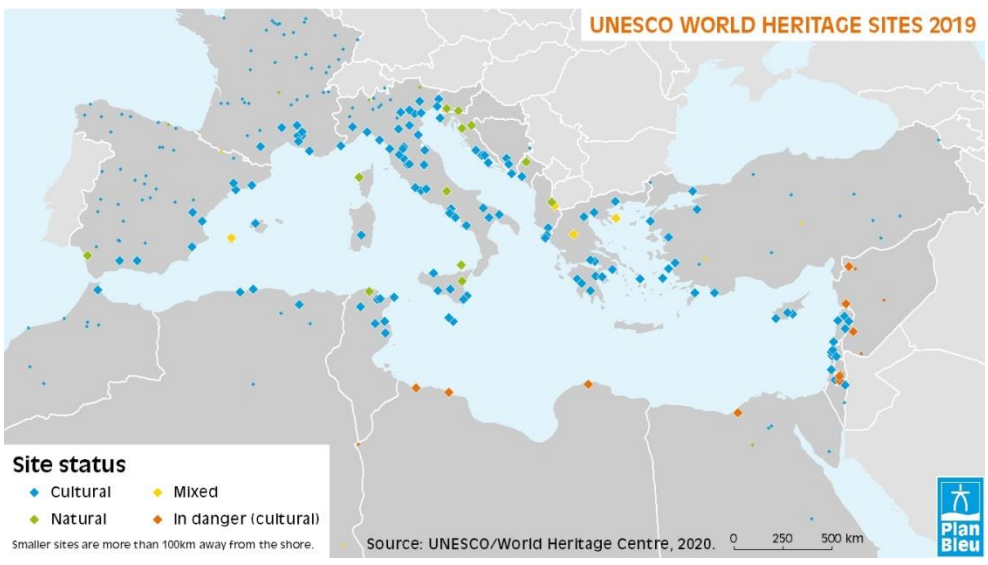 UNESCO WORLD HERITAGE SITES 2019
Site status
Cultural
Mixed
Natural
In danger (cultural)
Smaller sites are more than 100km away from the shore.
Source: UNESCO/World Heritage Centre, 2020.
0 250 500 km
Plan
Bleu